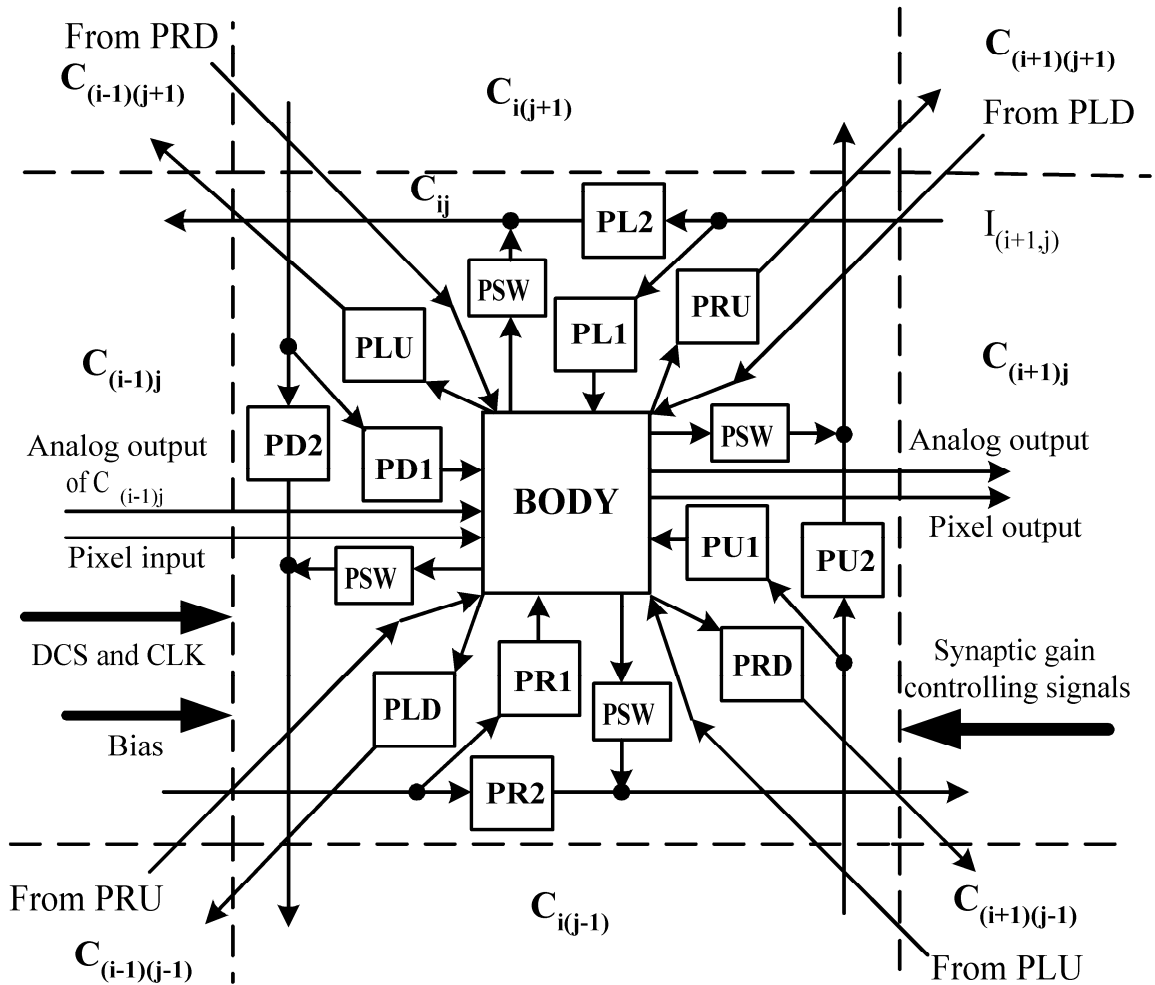 From PRD
C(i-1)(j+1)
Ci(j+1)
C(i+1)(j+1)
From PLD
Cij
PL2
I(i+1,j)
PSW
PL1
PRU
PLU
C(i-1)j
C(i+1)j
PD2
PD1
PSW
Analog output
of C (i-1)j
Analog output
BODY
Pixel input
Pixel output
PSW
PU1
PU2
DCS and CLK
PRD
Synaptic gain
controlling signals
PR1
PLD
PSW
Bias
PR2
From PRU
Ci(j-1)
C(i+1)(j-1)
C(i-1)(j-1)
From PLU